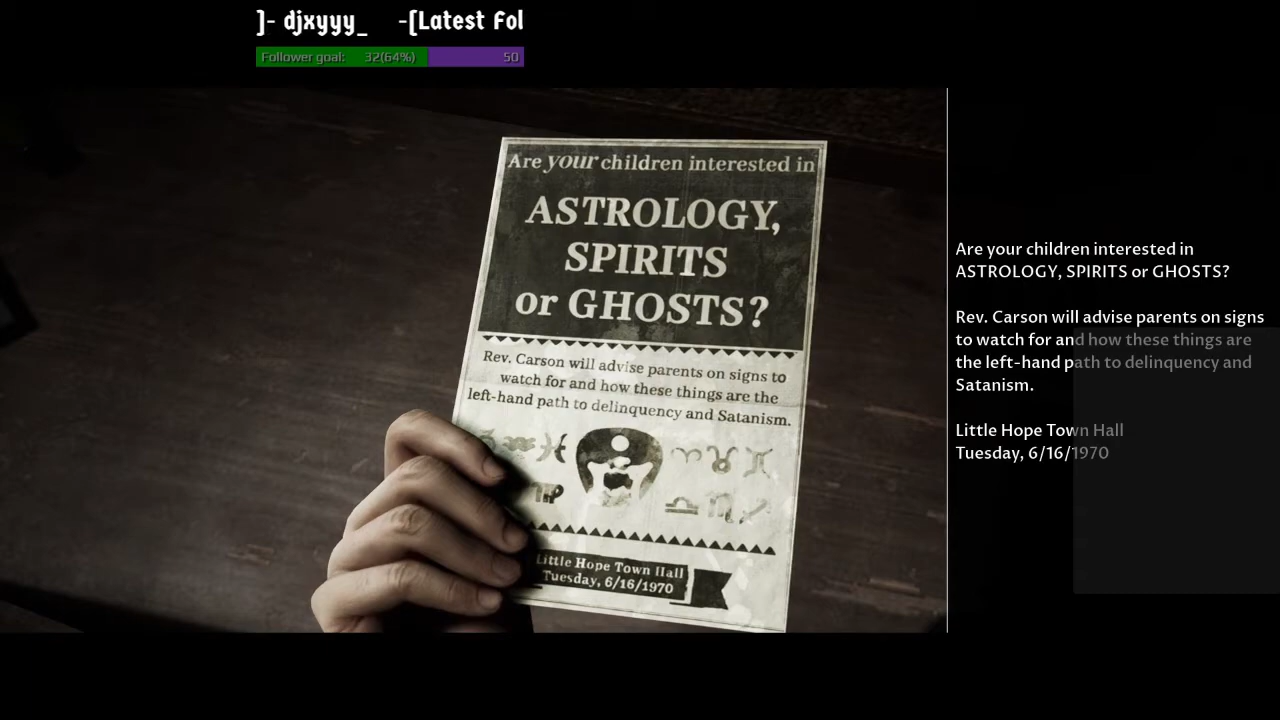 ]- djxyyy_ -[Latest Fol
Follower goal: 32(64%) 50
Are your children interested in
ASTROLOGY,
SPIRITS
or GHOSTS?
Rev. Carson will advise parents on signs to
watch for and how these things are the
left-hand path to delinquency and Satanism.
Little Hope Town Hall
Tuesday, 6/16/1970
Are your children interested in
ASTROLOGY, SPIRITS or GHOSTS?
Rev. Carson will advise parents on signs
to watch for and how these things are
the left-hand path to delinquency and
Satanism.
Little Hope Town Hall
Tuesday, 6/16/1970